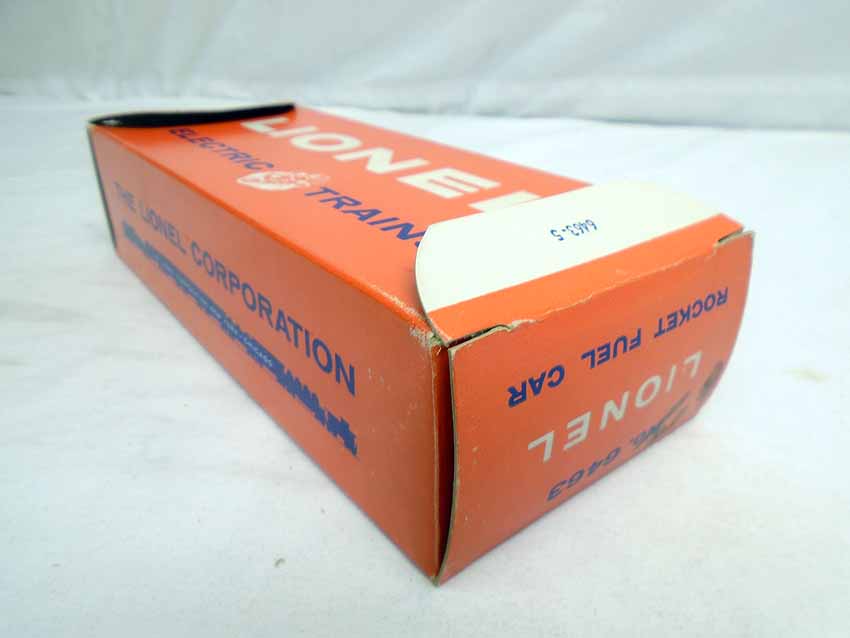 LIONEL
ELECTRIC TRAINS
THE LIONEL CORPORATION
6463-5
ROCKET FUEL CAR
LIONEL
No. 6463